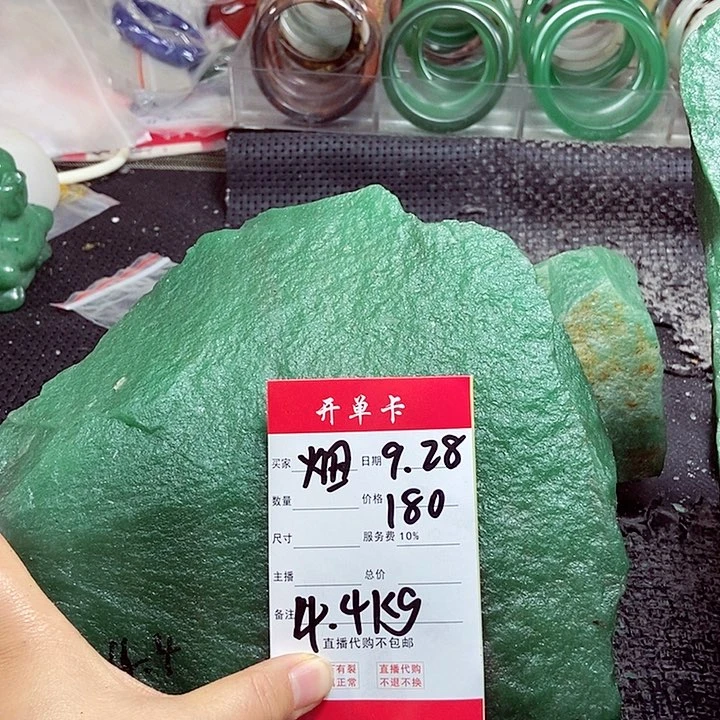 开单卡
买家 烟 日期 9.28
数量 价格 180
尺寸 服务费 10%
主播 总价
备注 4.4KG
直播代购不包邮
有裂 直播代购
正常 不退不换
4.4